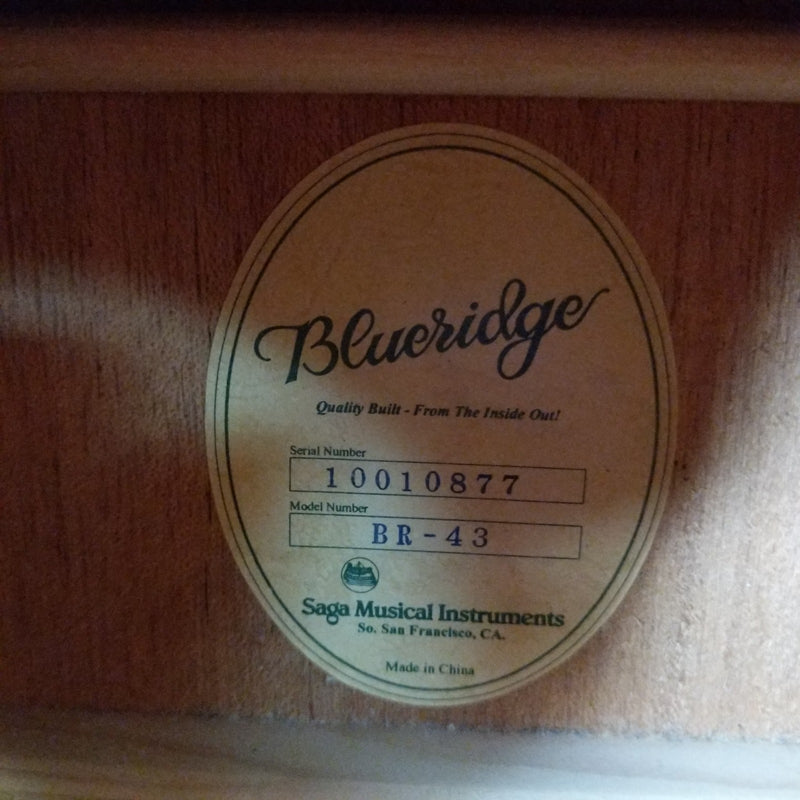 Blueridge
Quality Built - From The Inside Out!
Serial Number
10010877
Model Number
BR-43
Saga Musical Instruments
So. San Francisco, CA.
Made in China